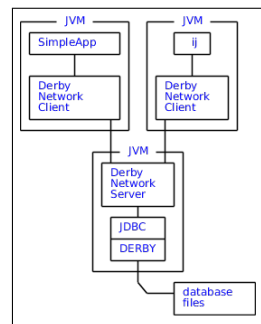 JVM
SimpleApp
Derby
Network
Client
JVM
ij
Derby
Network
Client
JVM
Derby
Network
Server
JDBC
DERBY
database
files